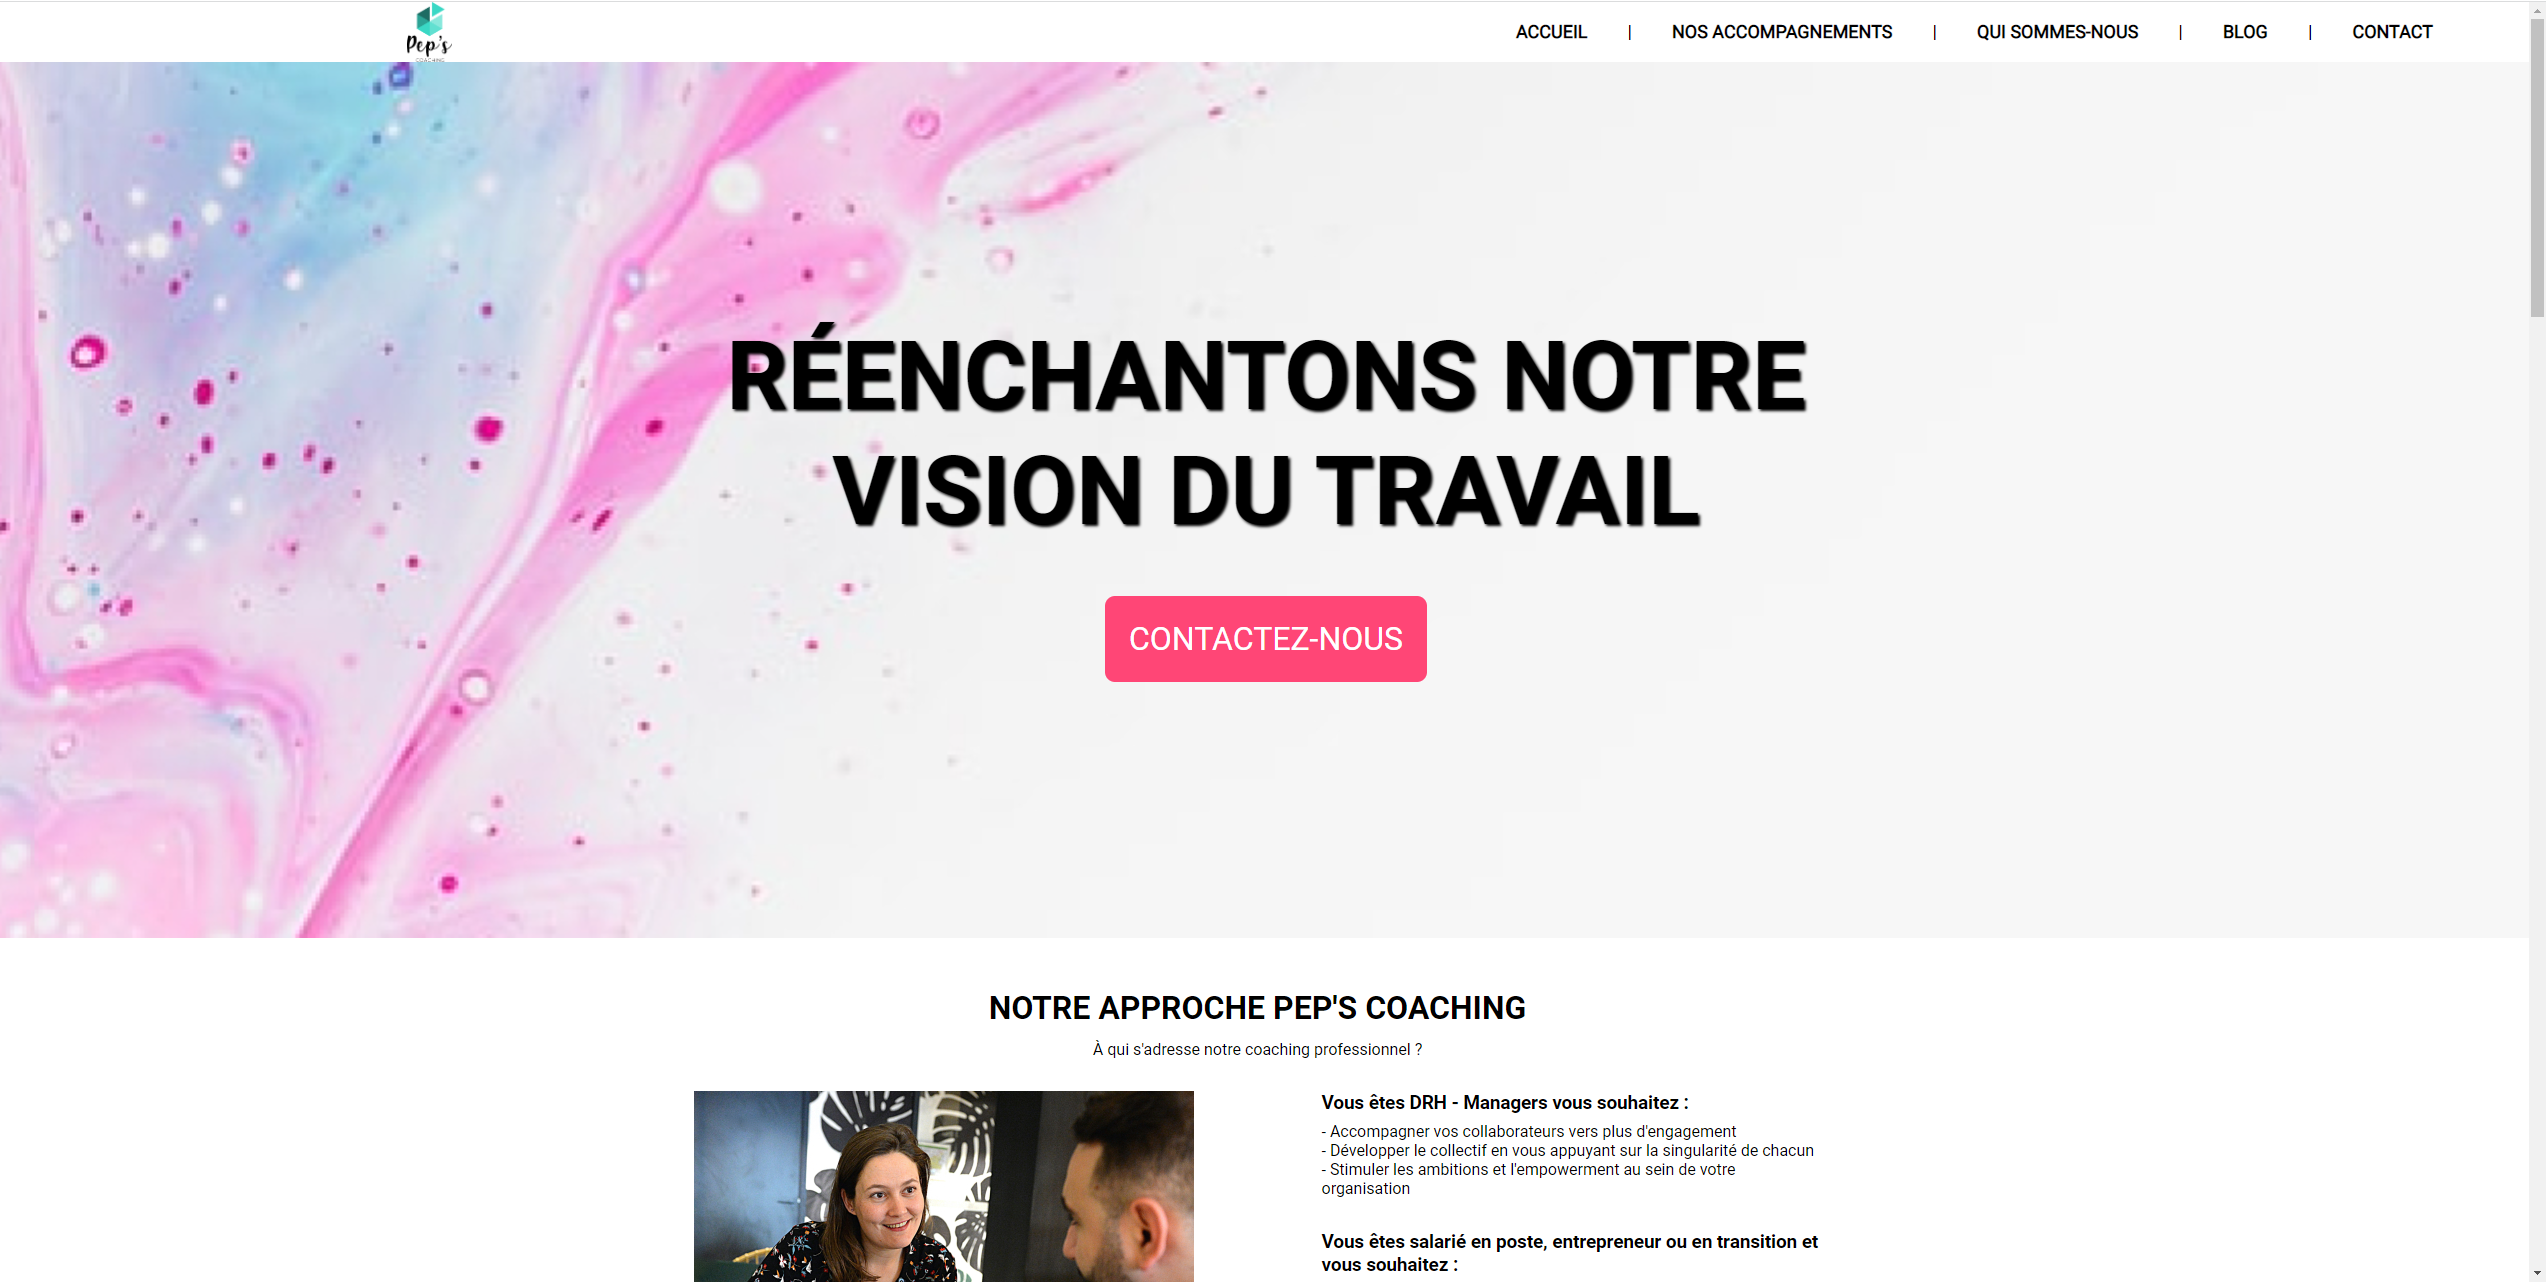 Pep's
COACHING
ACCUEIL | NOS ACCOMPAGNEMENTS | QUI SOMMES-NOUS | BLOG | CONTACT
RÉENCHANTONS NOTRE
VISION DU TRAVAIL
CONTACTEZ-NOUS
NOTRE APPROCHE PEP'S COACHING
À qui s'adresse notre coaching professionnel ?
Vous êtes DRH - Managers vous souhaitez :
- Accompagner vos collaborateurs vers plus d'engagement
- Développer le collectif en vous appuyant sur la singularité de chacun
- Stimuler les ambitions et l'empowerment au sein de votre
organisation
Vous êtes salarié en poste, entrepreneur ou en transition et
vous souhaitez :